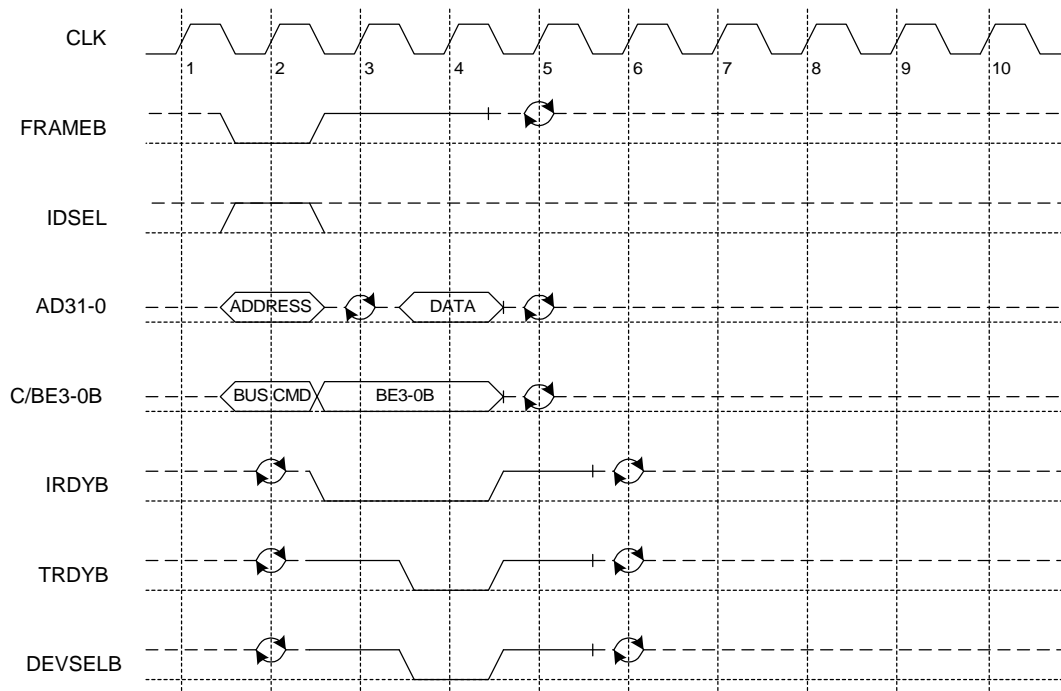 CLK
1 2 3 4 5 6 7 8 9 10
FRAMEB
IDSEL
AD31-0 ADDRESS DATA
C/BE3-0B BUS CMD BE3-0B
IRDYB
TRDYB
DEVSELB